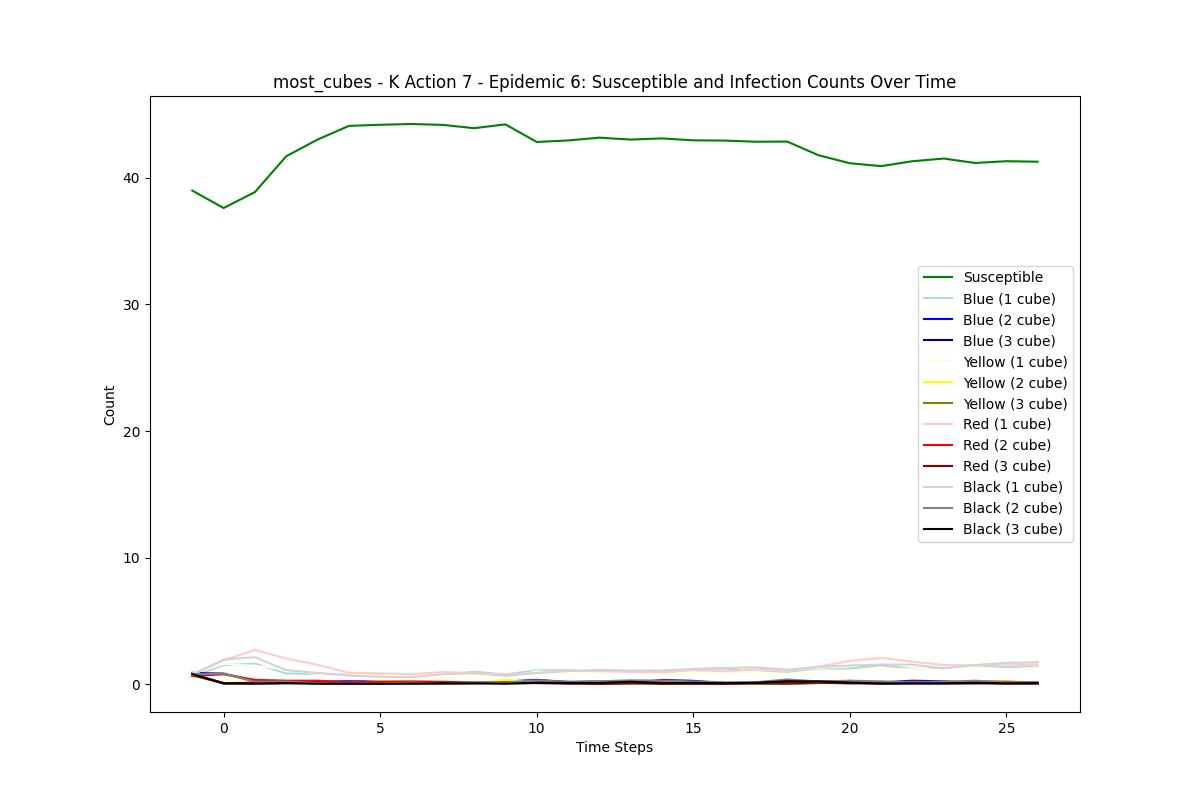 most_cubes - K Action 7 - Epidemic 6: Susceptible and Infection Counts Over Time
40
30
20
10
0
Count
Susceptible
Blue (1 cube)
Blue (2 cube)
Blue (3 cube)
Yellow (1 cube)
Yellow (2 cube)
Yellow (3 cube)
Red (1 cube)
Red (2 cube)
Red (3 cube)
Black (1 cube)
Black (2 cube)
Black (3 cube)
0 5 10 15 20 25
Time Steps